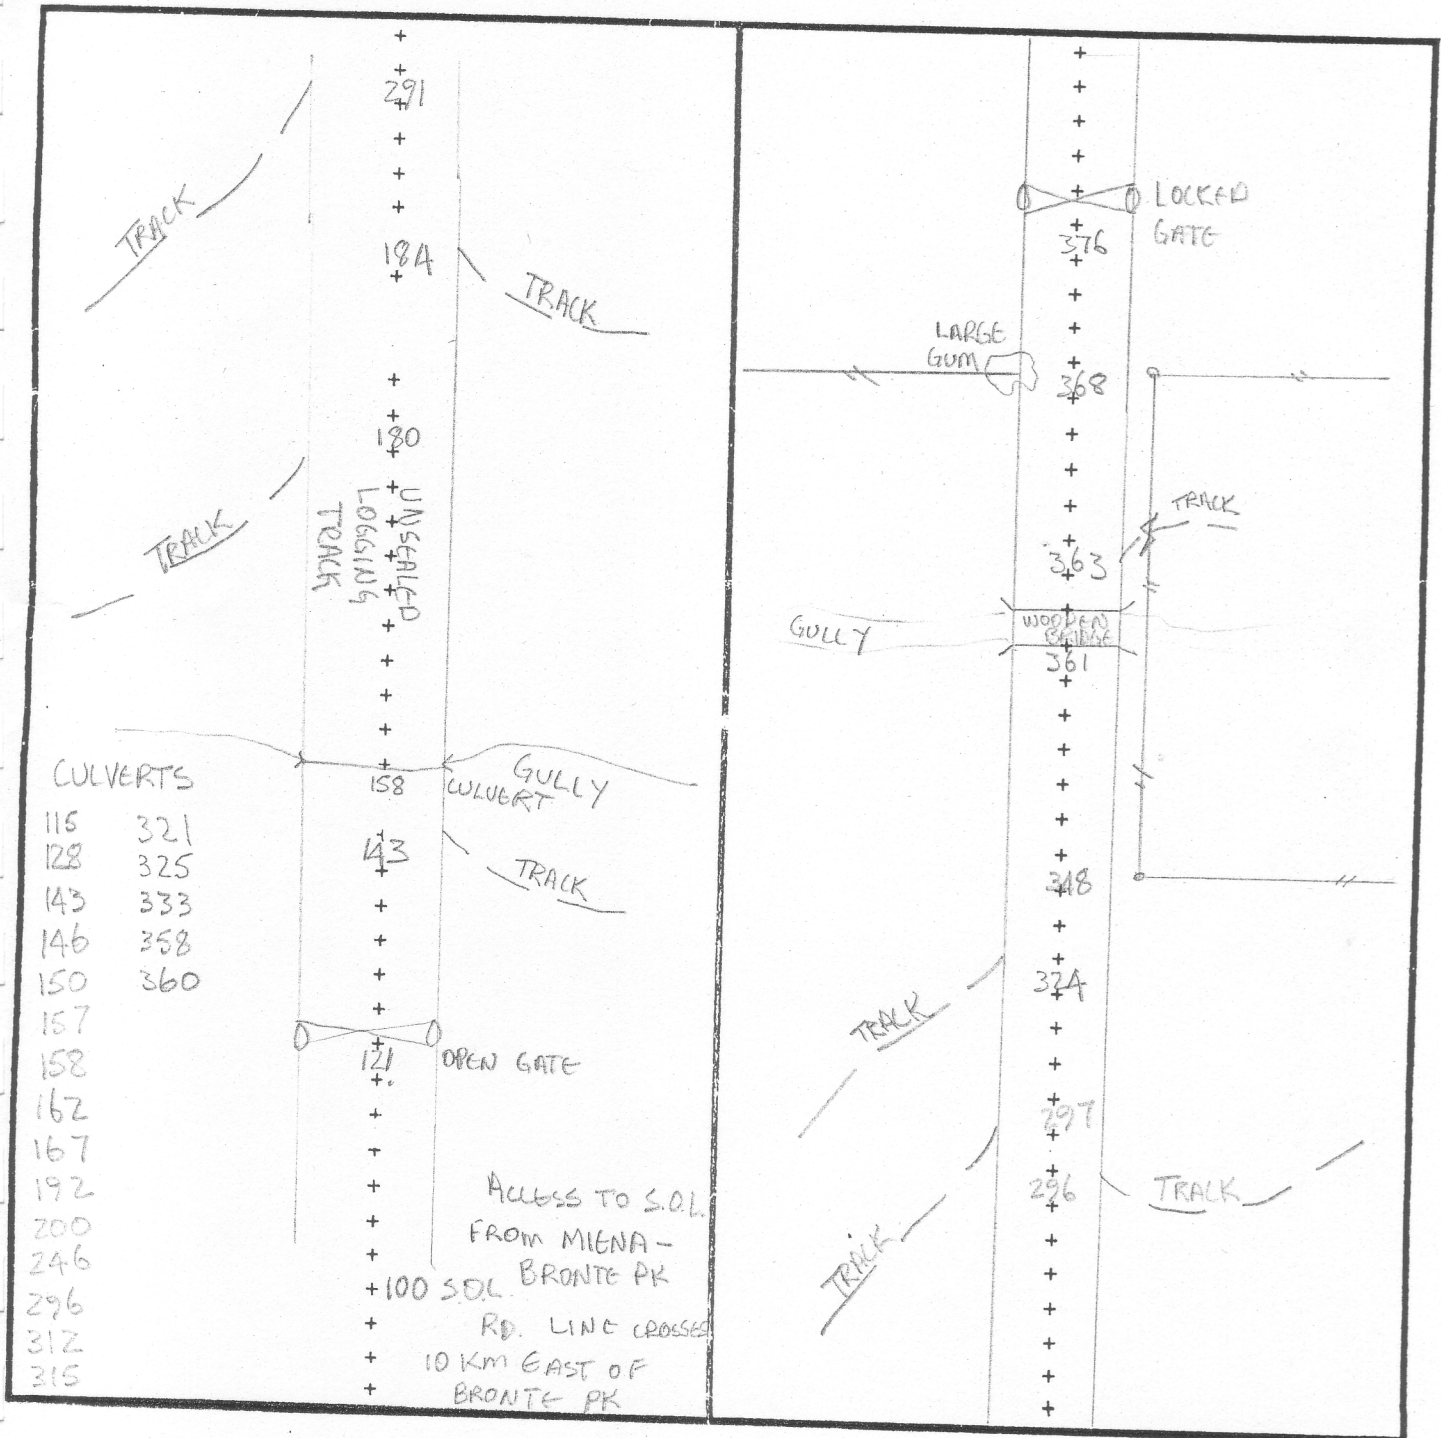 291
TRACK
184
TRACK
180
UNSEALED
LOGGING
TRACK
TRACK
GULLY
158
CULVERT
143
TRACK
121
OPEN GATE
CULVERTS
115 321
128 325
143 333
146 358
150 360
157
158
162
167
192
200
246
296
312
315
100 S.O.L.
ACCESS TO S.O.L.
FROM MIENA-
BRONTE PK
RD. LINE CROSSES
10 KM EAST OF
BRONTE PK
LOCKED
GATE
376
LARGE
GUM
368
TRACK
363
GULLY
WOODEN
BRIDGE
361
348
324
TRACK
297
296
TRACK
TRACK